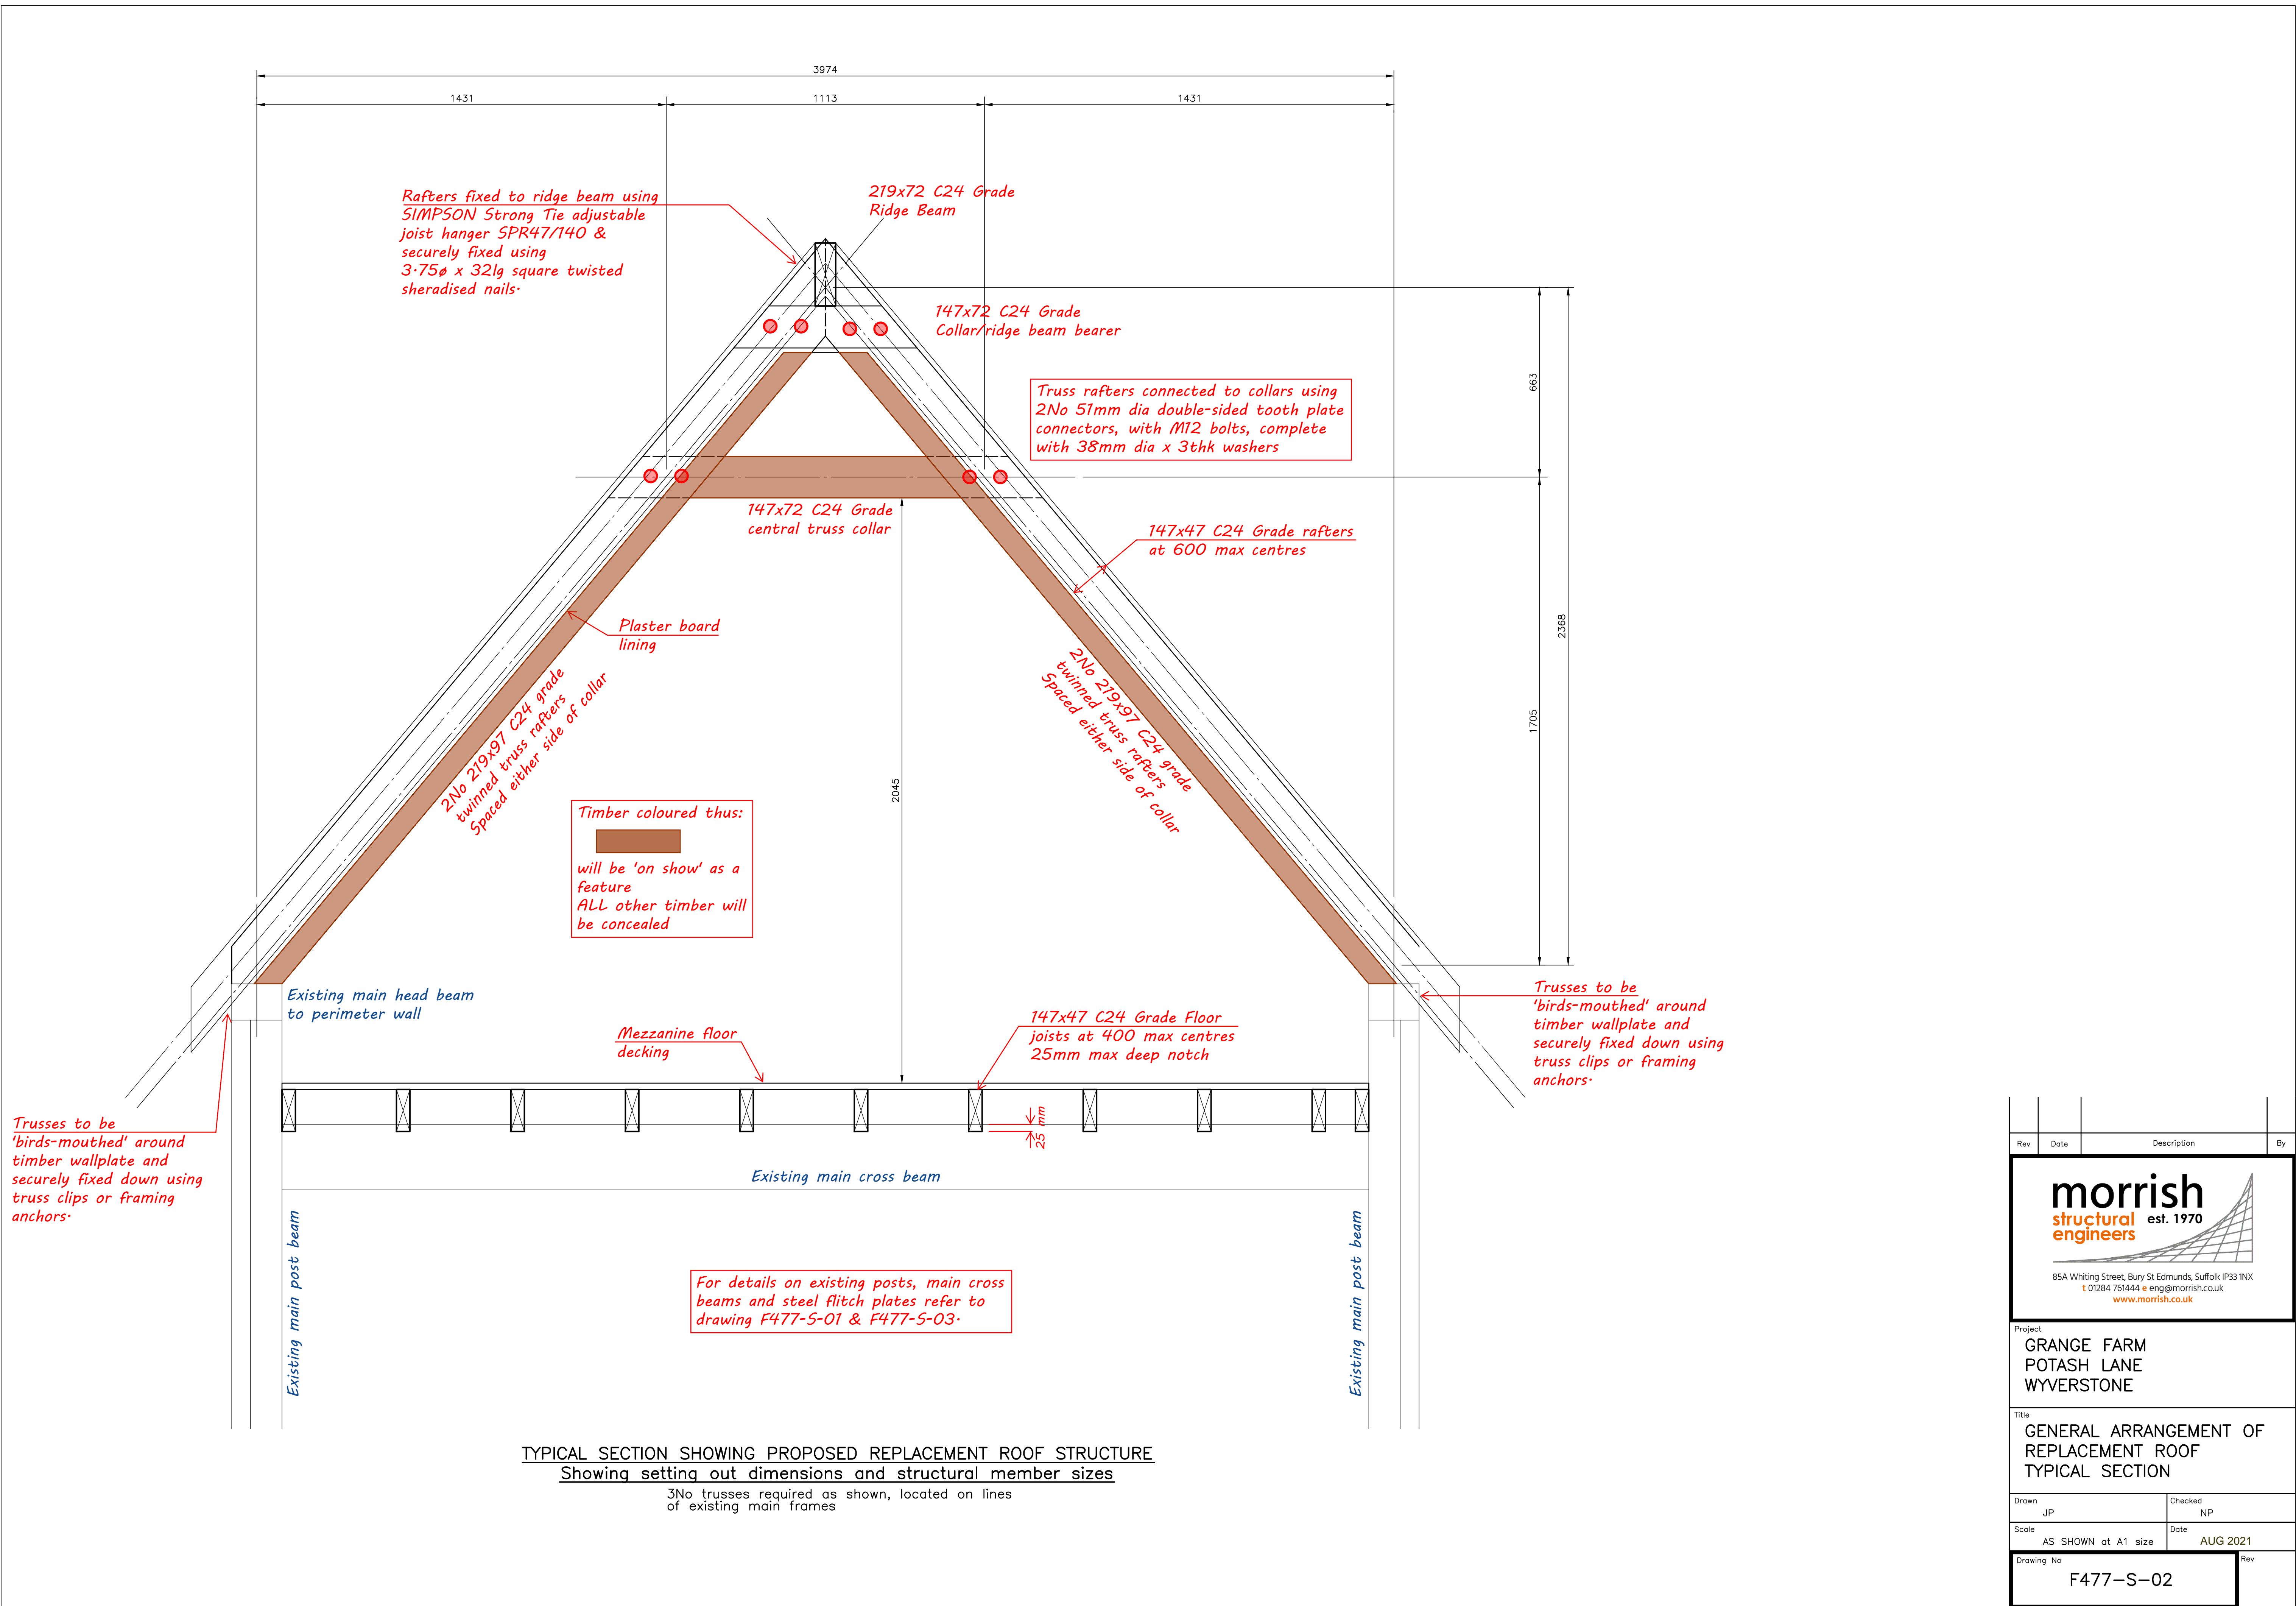 3974
1431
1113
1431
Rafters fixed to ridge beam using
SIMPSON Strong Tie adjustable
joist hanger SPR47/140 &
securely fixed using
3·75ø x 32lg square twisted
sheradised nails·
219x72 C24 Grade
Ridge Beam
147x72 C24 Grade
Collar/ridge beam bearer
Truss rafters connected to collars using
2No 51mm dia double-sided tooth plate
connectors, with M12 bolts, complete
with 38mm dia x 3thk washers
663
2368
1705
147x72 C24 Grade
central truss collar
147x47 C24 Grade rafters
at 600 max centres
Plaster board
lining
2No 219x97 C24 grade
twinned truss rafters
Spaced either side of collar
2No 219x97 C24 grade
twinned truss rafters
Spaced either side of collar
2045
Timber coloured thus:
will be 'on show' as a
feature
ALL other timber will
be concealed
Existing main head beam
to perimeter wall
Mezzanine floor
decking
147x47 C24 Grade Floor
joists at 400 max centres
25mm max deep notch
Trusses to be
'birds-mouthed' around
timber wallplate and
securely fixed down using
truss clips or framing
anchors·
Trusses to be
'birds-mouthed' around
timber wallplate and
securely fixed down using
truss clips or framing
anchors·
25 mm
Existing main cross beam
Existing main post beam
Existing main post beam
For details on existing posts, main cross
beams and steel flitch plates refer to
drawing F477-S-01 & F477-S-03·
TYPICAL SECTION SHOWING PROPOSED REPLACEMENT ROOF STRUCTURE
Showing setting out dimensions and structural member sizes
3No trusses required as shown, located on lines
of existing main frames
Rev Date Description By
morrish
structural est. 1970
engineers
85A Whiting Street, Bury St Edmunds, Suffolk IP33 1NX
t 01284 761444 e eng@morrish.co.uk
www.morrish.co.uk
Project
GRANGE FARM
POTASH LANE
WYVERSTONE
Title
GENERAL ARRANGEMENT OF
REPLACEMENT ROOF
TYPICAL SECTION
Drawn Checked
JP NP
Scale Date
AS SHOWN at A1 size AUG 2021
Drawing No Rev
F477-S-02